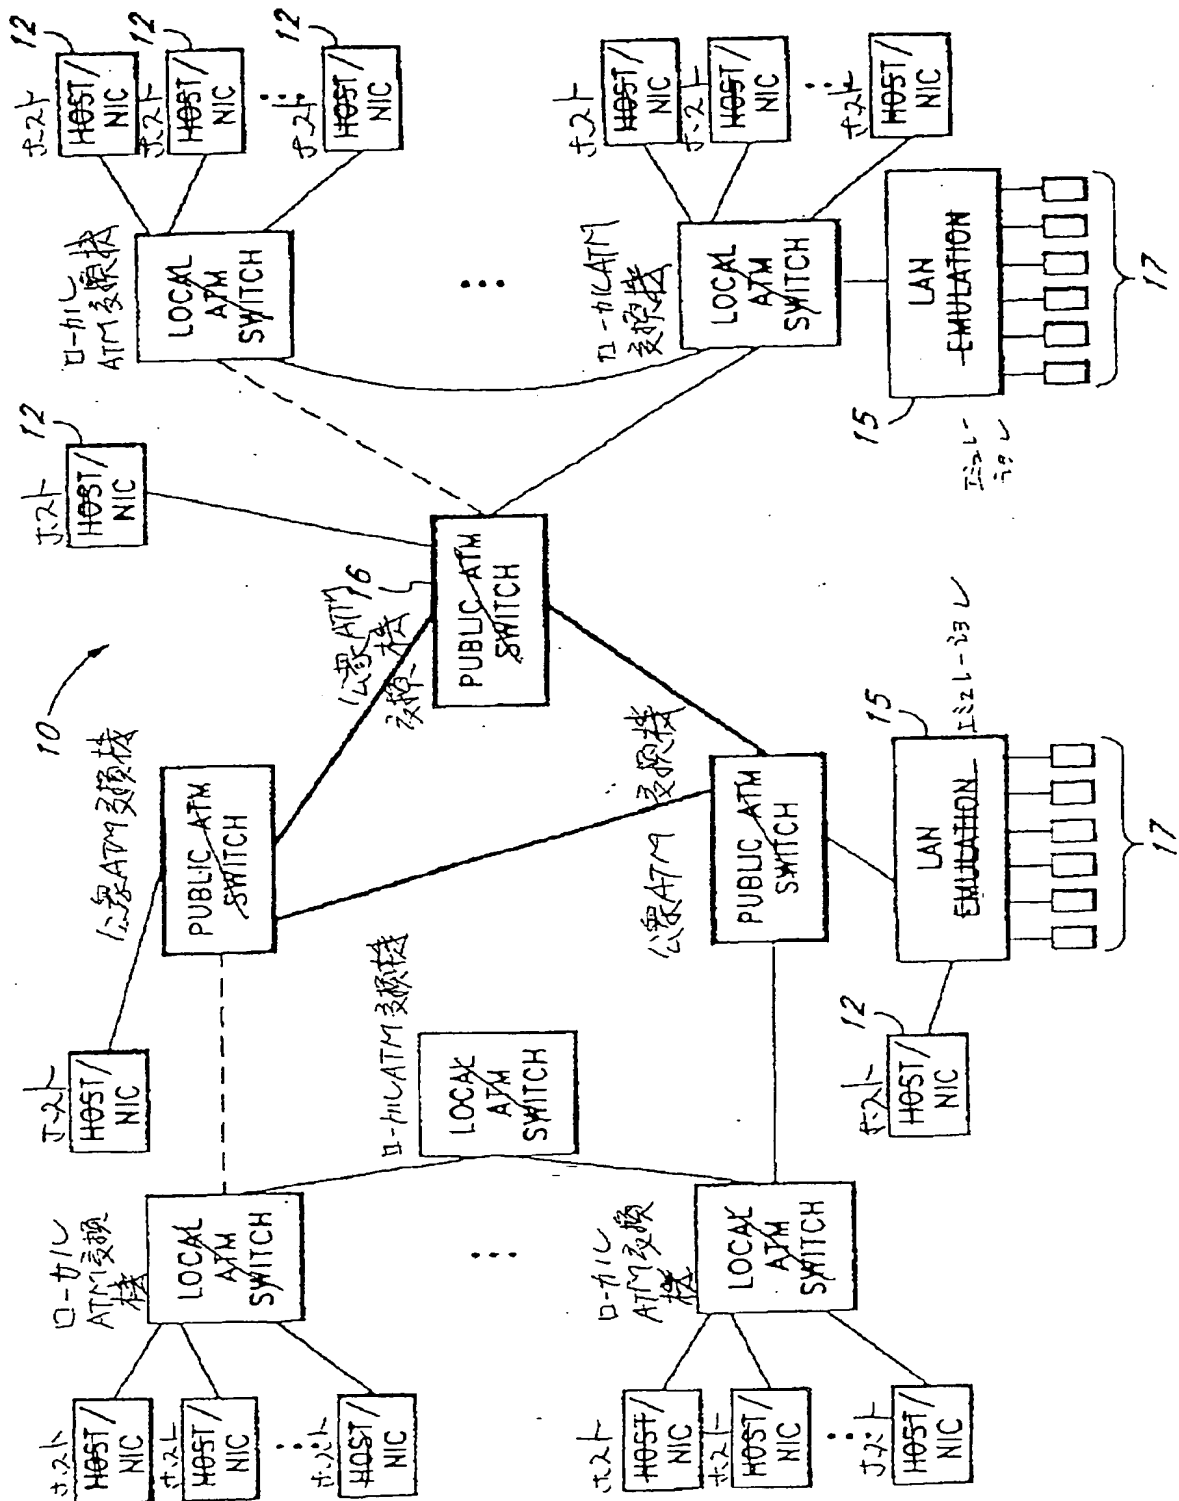 10
ホスト
HOST/
NIC
ホスト
HOST/
NIC
12
ホスト
HOST/
NIC
12
ホスト
HOST/
NIC
12
ホスト
HOST/
NIC
12
ホスト
HOST/
NIC
ローカル
ATM交換機
LOCAL
ATM
SWITCH
公衆ATM交換機
PUBLIC ATM
SWITCH
ローカル
ATM交換機
LOCAL
ATM
SWITCH
ホスト
HOST/
NIC
ホスト
HOST/
NIC
ローカルATM交換機
LOCAL
ATM
SWITCH
公衆ATM
交換機
16
PUBLIC ATM
SWITCH
ホスト
HOST/
NIC
ホスト
HOST/
NIC
ホスト
HOST/
NIC
ローカル
ATM交換
機
LOCAL
ATM
SWITCH
公衆ATM 交換機
PUBLIC ATM
SWITCH
ローカルATM
交換機
LOCAL
ATM
SWITCH
ホスト
HOST/
NIC
ホスト
HOST/
NIC
ホスト
HOST/
NIC
ホスト
HOST/
NIC
12
ホスト
HOST/
NIC
15
LAN
EMULATION
エミュレーション
17
15
LAN
EMULATION
エミュレー
ション
17